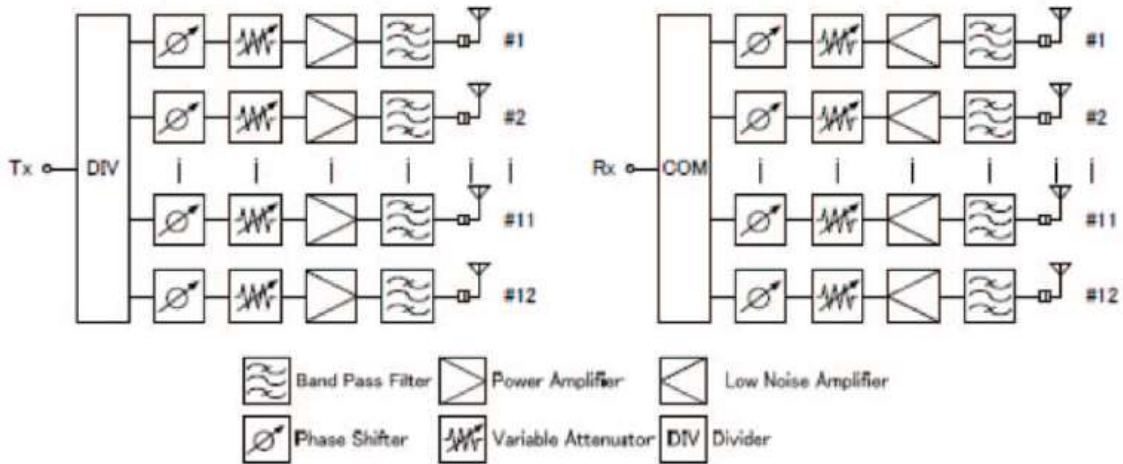 #1 #1
#2 #2
Tx DIV Rx COM
#11 #11
#12 #12
Band Pass Filter Power Amplifier Low Noise Amplifier
Phase Shifter Variable Attenuator DIV Divider